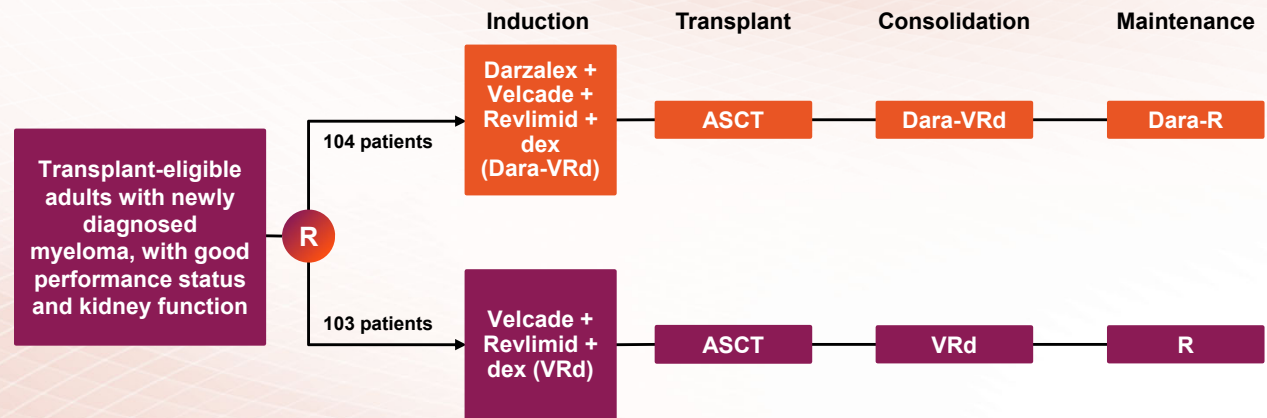 Induction
Transplant
Consolidation
Maintenance
Transplant-eligible
adults with newly
diagnosed
myeloma, with good
performance status
and kidney function
R
104 patients
Darzalex +
Velcade +
Revlimid +
dex
(Dara-VRd)
ASCT
Dara-VRd
Dara-R
103 patients
Velcade +
Revlimid +
dex (VRd)
ASCT
VRd
R